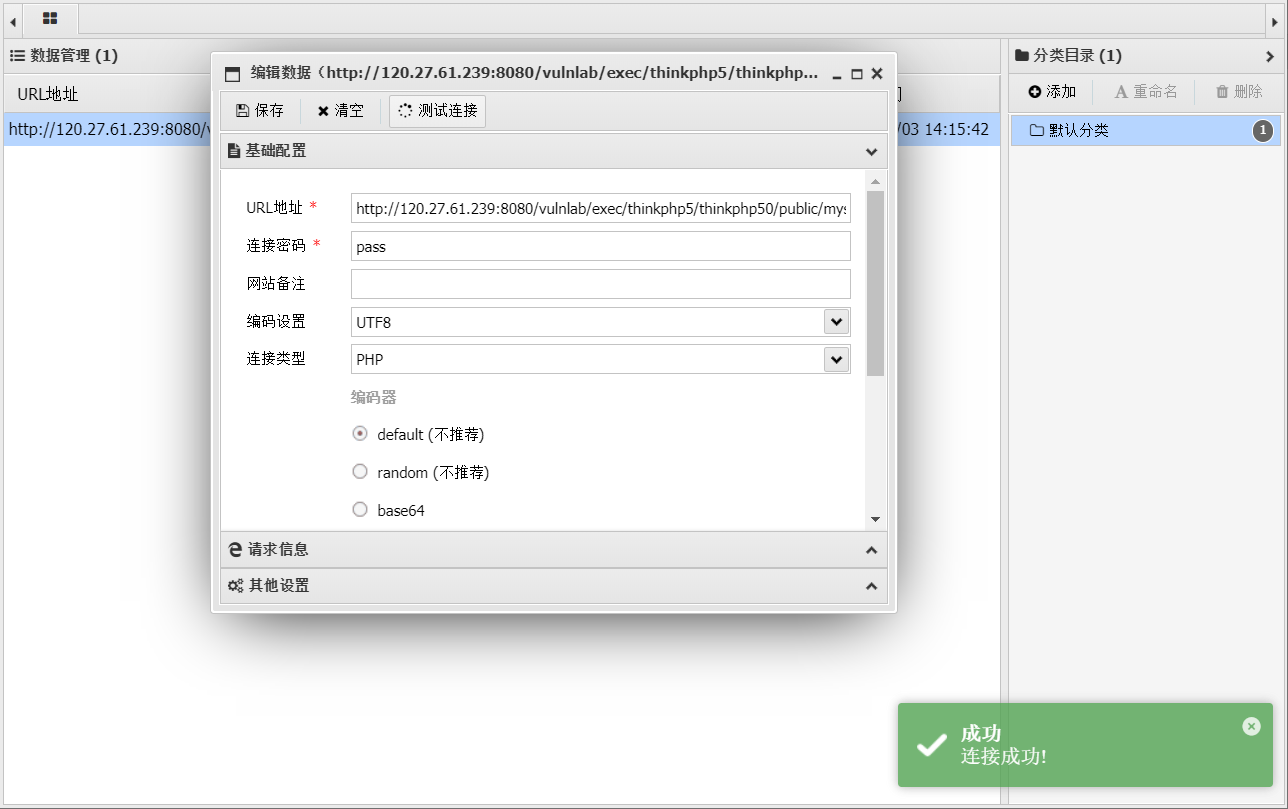 数据管理 (1)
URL地址
http://120.27.61.239:8080/
/03 14:15:42
编辑数据（http://120.27.61.239:8080/vulnlab/exec/thinkphp5/thinkphp...
保存
清空
测试连接
基础配置
URL地址 *
http://120.27.61.239:8080/vulnlab/exec/thinkphp5/thinkphp50/public/mys
连接密码 *
pass
网站备注
编码设置
UTF8
连接类型
PHP
编码器
default (不推荐)
random (不推荐)
base64
请求信息
其他设置
分类目录 (1)
添加
重命名
删除
默认分类
1
成功
连接成功!